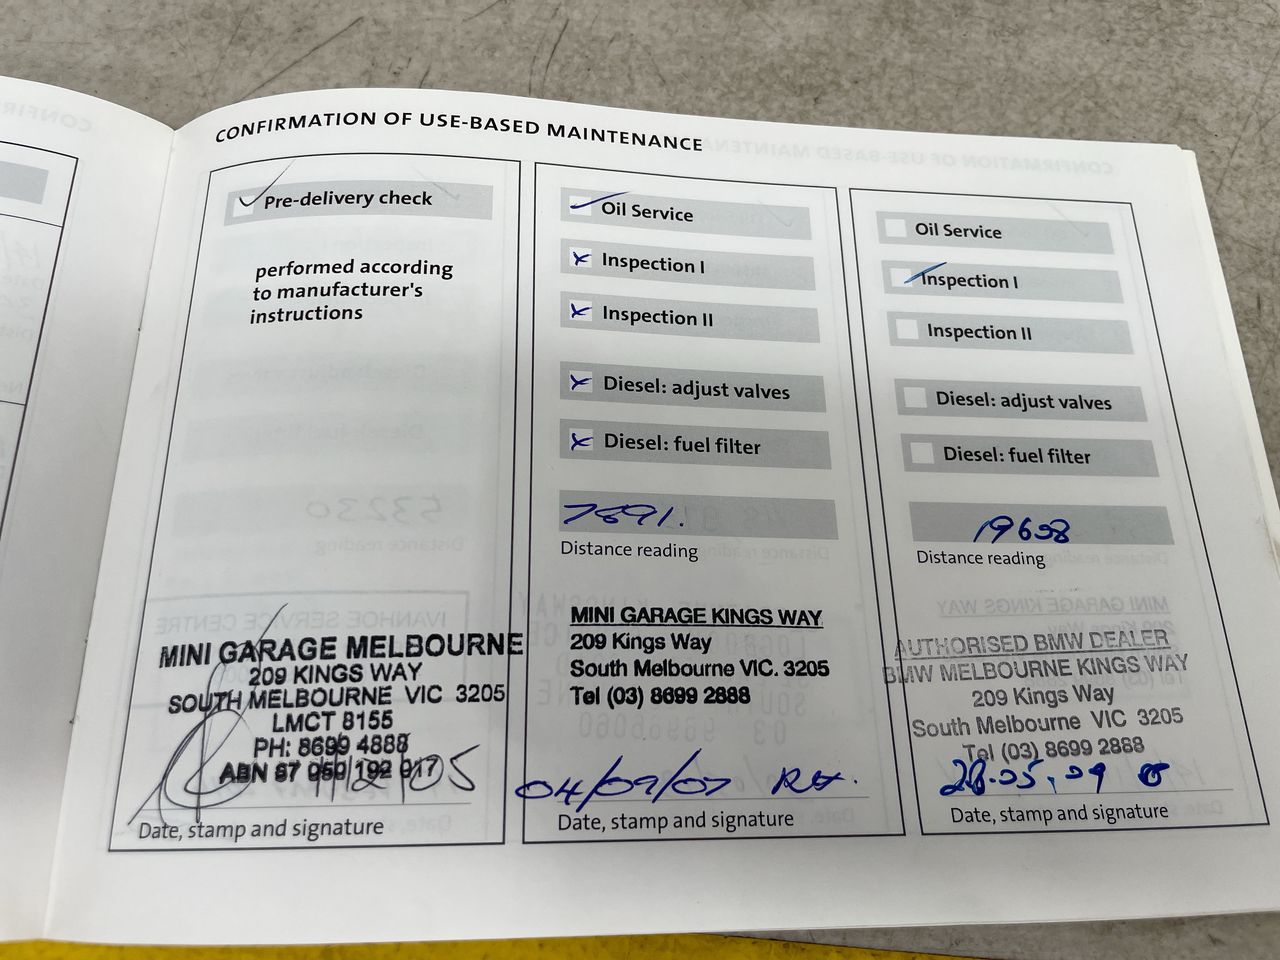 CONFIRMATION OF USE-BASED MAINTENANCE
Pre-delivery check
performed according
to manufacturer's
instructions
MINI GARAGE MELBOURNE
209 KINGS WAY
SOUTH MELBOURNE VIC 3205
LMCT 8155
PH: 8699 4888
ABN 87 050 192 017
Date, stamp and signature
Oil Service
Inspection I
Inspection II
Diesel: adjust valves
Diesel: fuel filter
7891.
Distance reading
MINI GARAGE KINGS WAY
209 Kings Way
South Melbourne VIC. 3205
Tel (03) 8699 2888
04/09/07
Date, stamp and signature
Oil Service
Inspection I
Inspection II
Diesel: adjust valves
Diesel: fuel filter
19638
Distance reading
AUTHORISED BMW DEALER
BMW MELBOURNE KINGS WAY
209 Kings Way
South Melbourne VIC 3205
Tel (03) 8699 2888
28.05.09
Date, stamp and signature